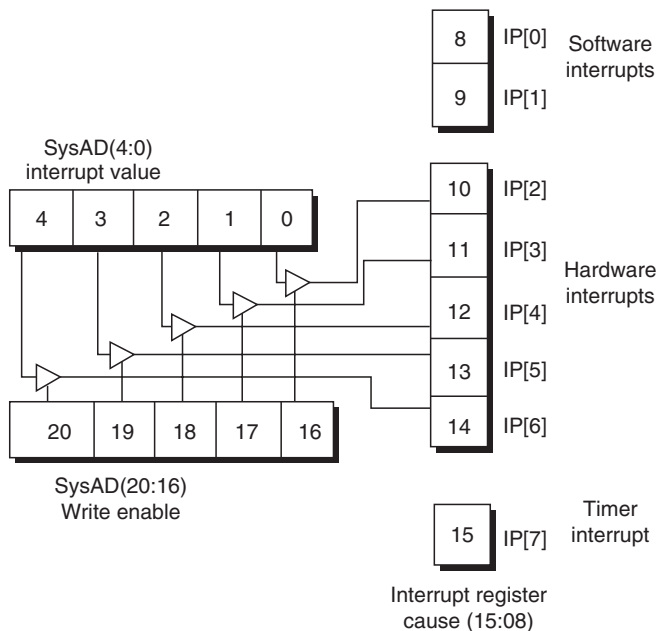 8 IP[0]
Software
interrupts
9 IP[1]
SysAD(4:0)
interrupt value
4 3 2 1 0
10 IP[2]
11 IP[3]
Hardware
interrupts
12 IP[4]
13 IP[5]
14 IP[6]
20 19 18 17 16
SysAD(20:16)
Write enable
15 IP[7]
Timer
interrupt
Interrupt register
cause (15:08)